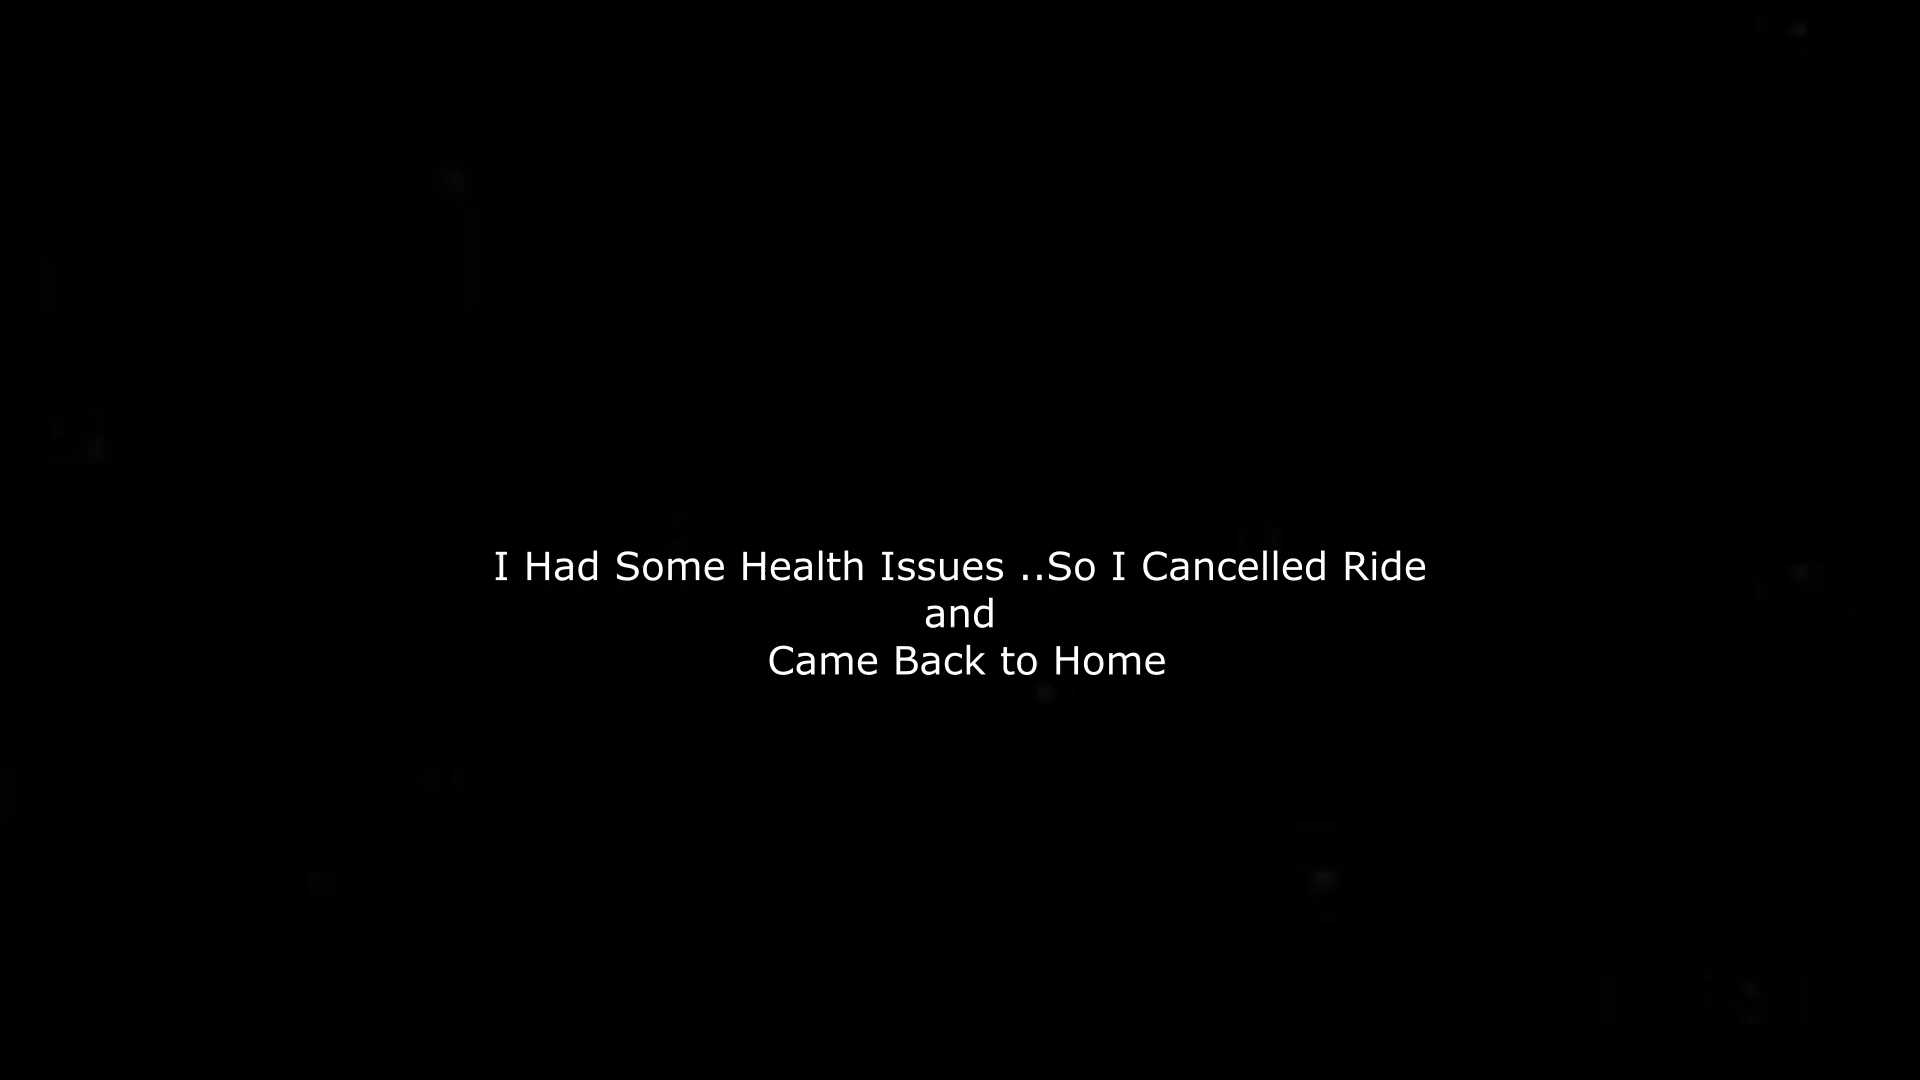 I Had Some Health Issues ..So I Cancelled Ride
and
Came Back to Home